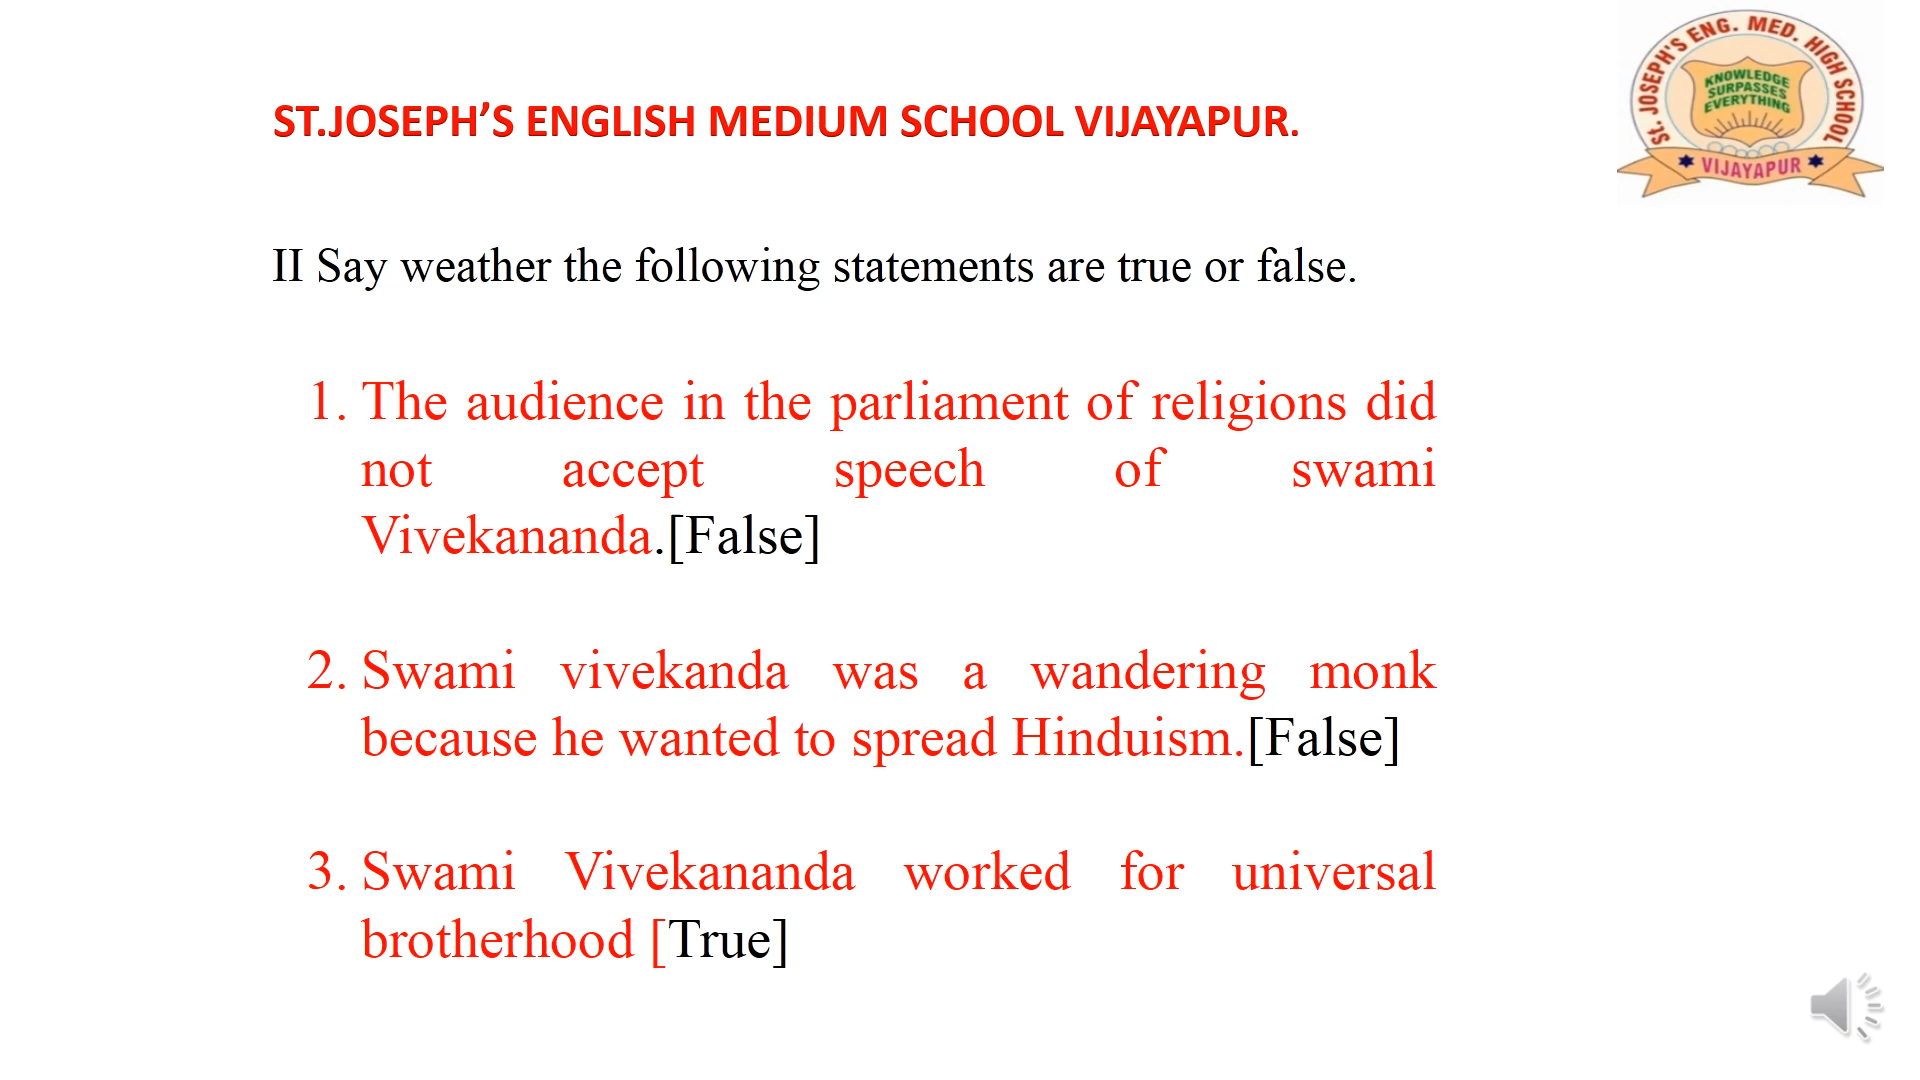 St. JOSEPH'S ENG. MED. HIGH SCHOOL
KNOWLEDGE
SURPASSES
EVERYTHING
VIJAYAPUR
ST.JOSEPH’S ENGLISH MEDIUM SCHOOL VIJAYAPUR.
II Say weather the following statements are true or false.
1. The audience in the parliament of religions did
not accept speech of swami
Vivekananda.[False]
2. Swami vivekanda was a wandering monk
because he wanted to spread Hinduism.[False]
3. Swami Vivekananda worked for universal
brotherhood [True]